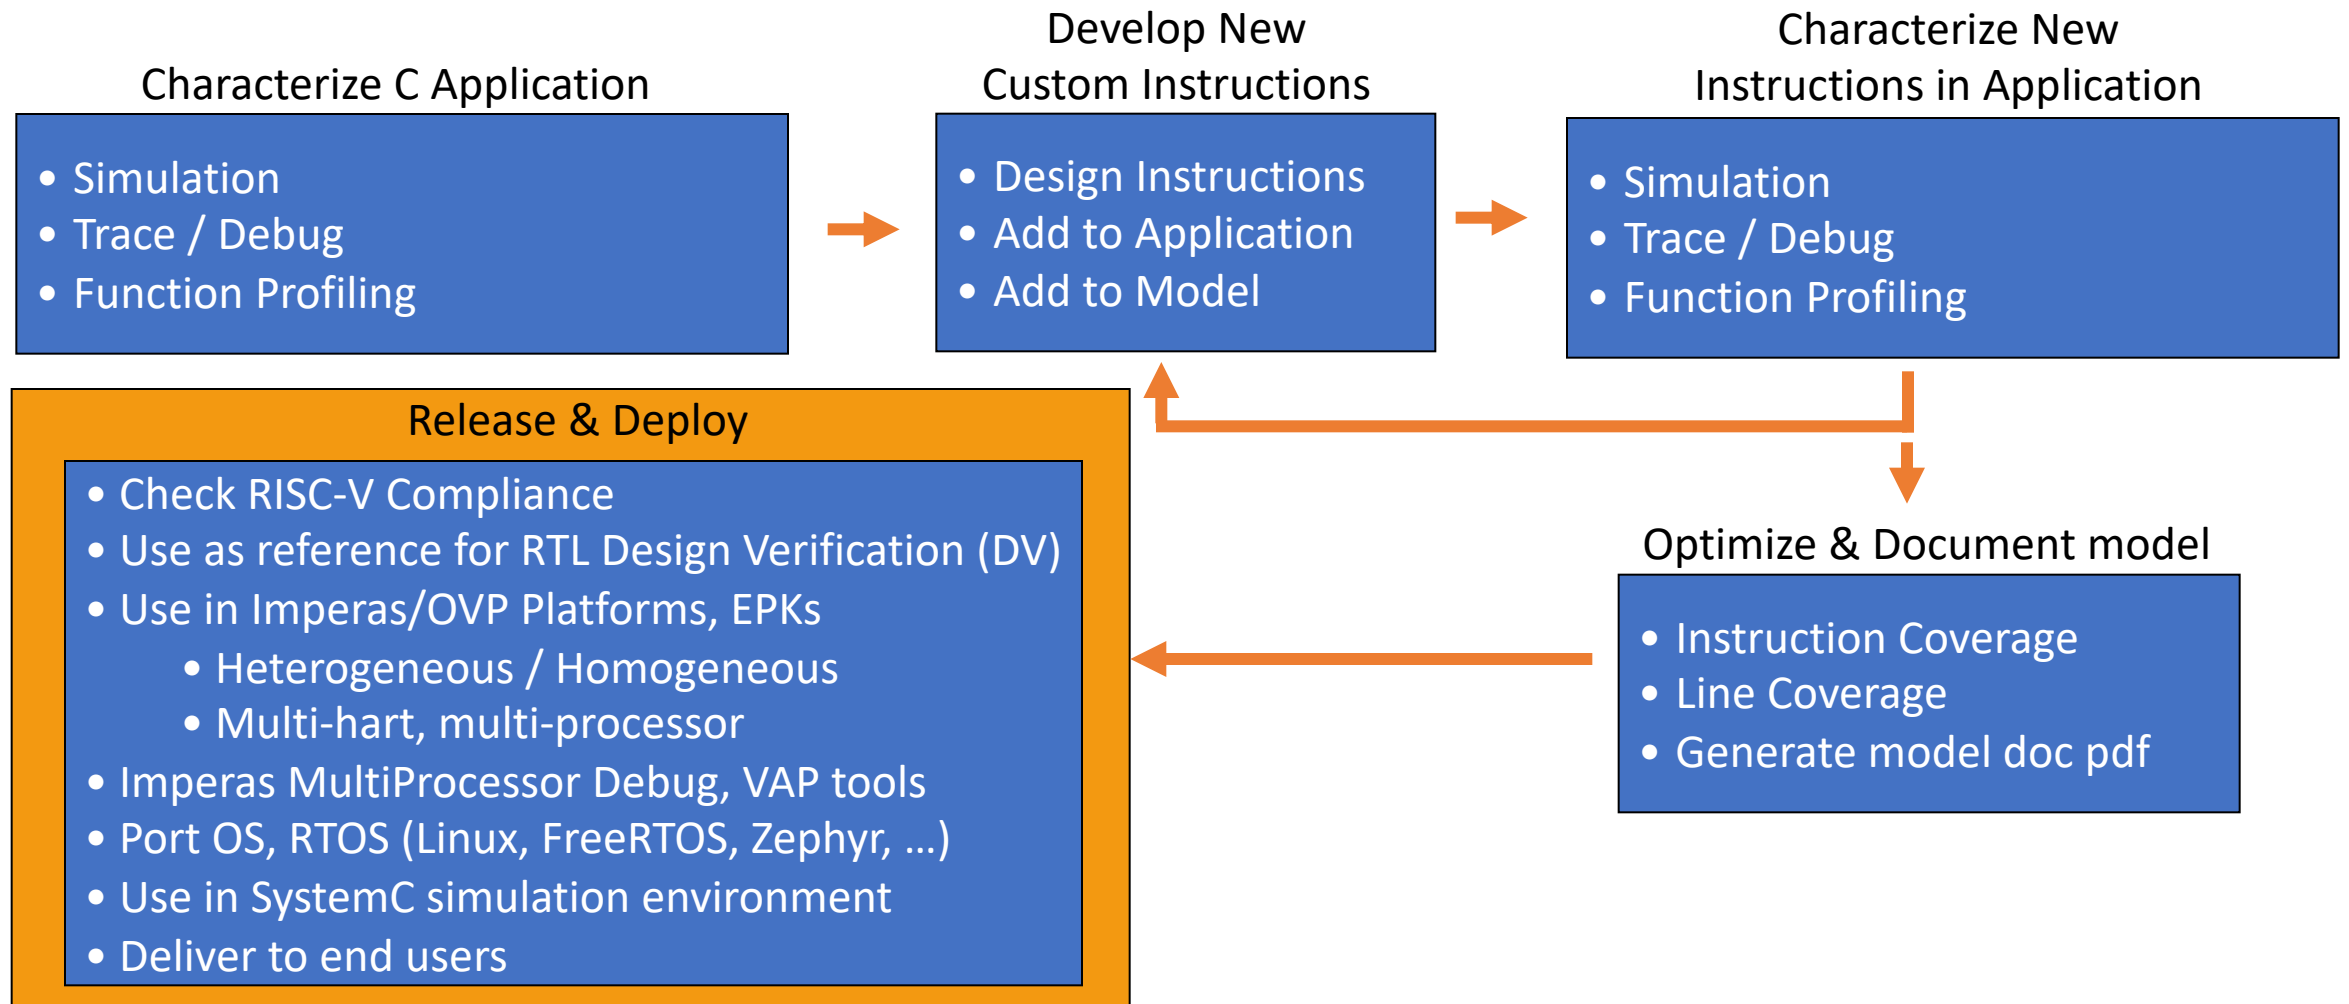 Characterize C Application
• Simulation
• Trace / Debug
• Function Profiling
Develop New
Custom Instructions
• Design Instructions
• Add to Application
• Add to Model
Characterize New
Instructions in Application
• Simulation
• Trace / Debug
• Function Profiling
Optimize & Document model
• Instruction Coverage
• Line Coverage
• Generate model doc pdf
Release & Deploy
• Check RISC-V Compliance
• Use as reference for RTL Design Verification (DV)
• Use in Imperas/OVP Platforms, EPKs
• Heterogeneous / Homogeneous
• Multi-hart, multi-processor
• Imperas MultiProcessor Debug, VAP tools
• Port OS, RTOS (Linux, FreeRTOS, Zephyr, …)
• Use in SystemC simulation environment
• Deliver to end users